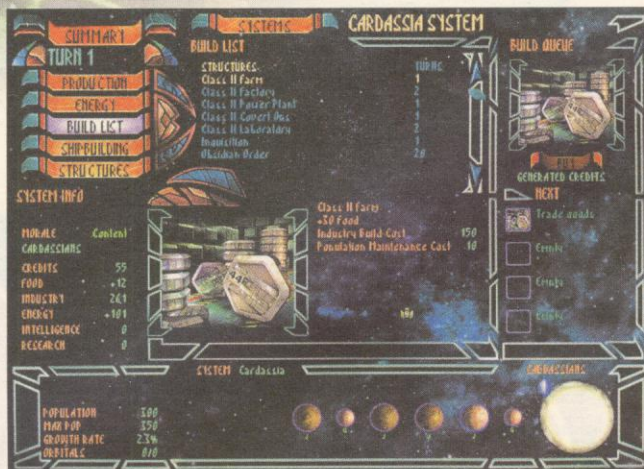 SUMMARY
TURN 1
PRODUCTION
ENERGY
BUILD LIST
SHIPBUILDING
STRUCTURES
SYSTEMS
CARDASSIA SYSTEM
BUILD LIST
STRUCTURES: TURNS
Class II Farm 1
Class II Factory 2
Class II Power Plant 1
Class II Covert Ops
Class II Laboratory 2
Inquisition 1
Obsidian Order 20
BUILD QUEUE
BUY
GENERATED CREDITS
NEXT
Trade goods
Empty
Empty
Empty
SYSTEM INFO
MORALE Content
CARDASSIANS
CREDITS 55
FOOD +12
INDUSTRY 261
ENERGY +101
INTELLIGENCE 0
RESEARCH 0
Class II Farm
+30 Food
Industry Build Cost 150
Population Maintenance Cost 10
SYSTEM Cardassia CARDASSIANS
POPULATION 300
MAX POP 350
GROWTH RATE 2.3%
ORBITALS 0/0